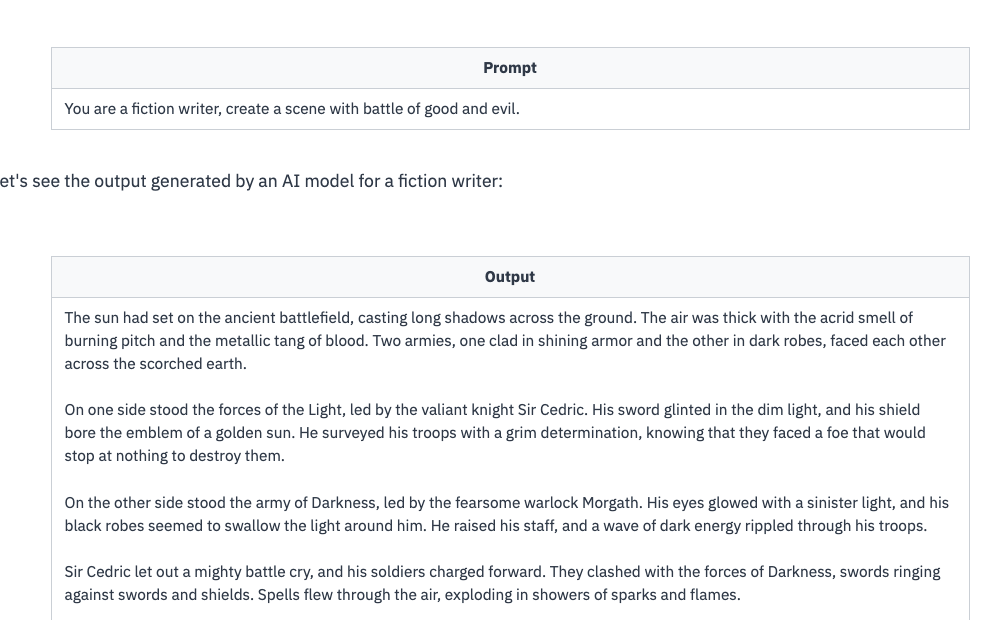 Prompt
You are a fiction writer, create a scene with battle of good and evil.
et's see the output generated by an AI model for a fiction writer:
Output
The sun had set on the ancient battlefield, casting long shadows across the ground. The air was thick with the acrid smell of
burning pitch and the metallic tang of blood. Two armies, one clad in shining armor and the other in dark robes, faced each other
across the scorched earth.
On one side stood the forces of the Light, led by the valiant knight Sir Cedric. His sword glinted in the dim light, and his shield
bore the emblem of a golden sun. He surveyed his troops with a grim determination, knowing that they faced a foe that would
stop at nothing to destroy them.
On the other side stood the army of Darkness, led by the fearsome warlock Morgath. His eyes glowed with a sinister light, and his
black robes seemed to swallow the light around him. He raised his staff, and a wave of dark energy rippled through his troops.
Sir Cedric let out a mighty battle cry, and his soldiers charged forward. They clashed with the forces of Darkness, swords ringing
against swords and shields. Spells flew through the air, exploding in showers of sparks and flames.